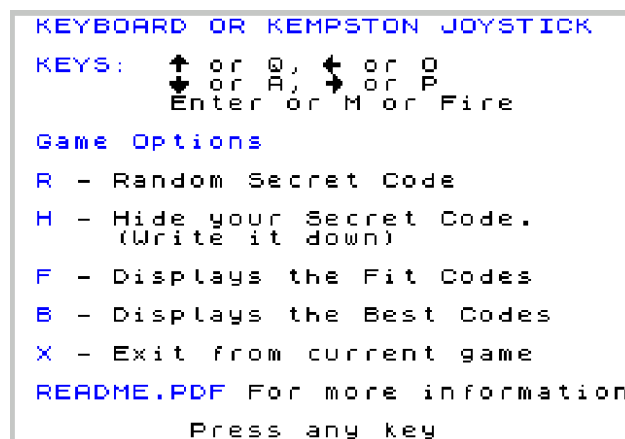 KEYBOARD OR KEMPSTON JOYSTICK
KEYS: ↑ or Q, ← or O
↓ or A, → or P
Enter or M or Fire
Game Options
R - Random Secret Code
H - Hide your Secret Code.
(Write it down)
F - Displays the Fit Codes
B - Displays the Best Codes
X - Exit from current game
README.PDF For more information
Press any key